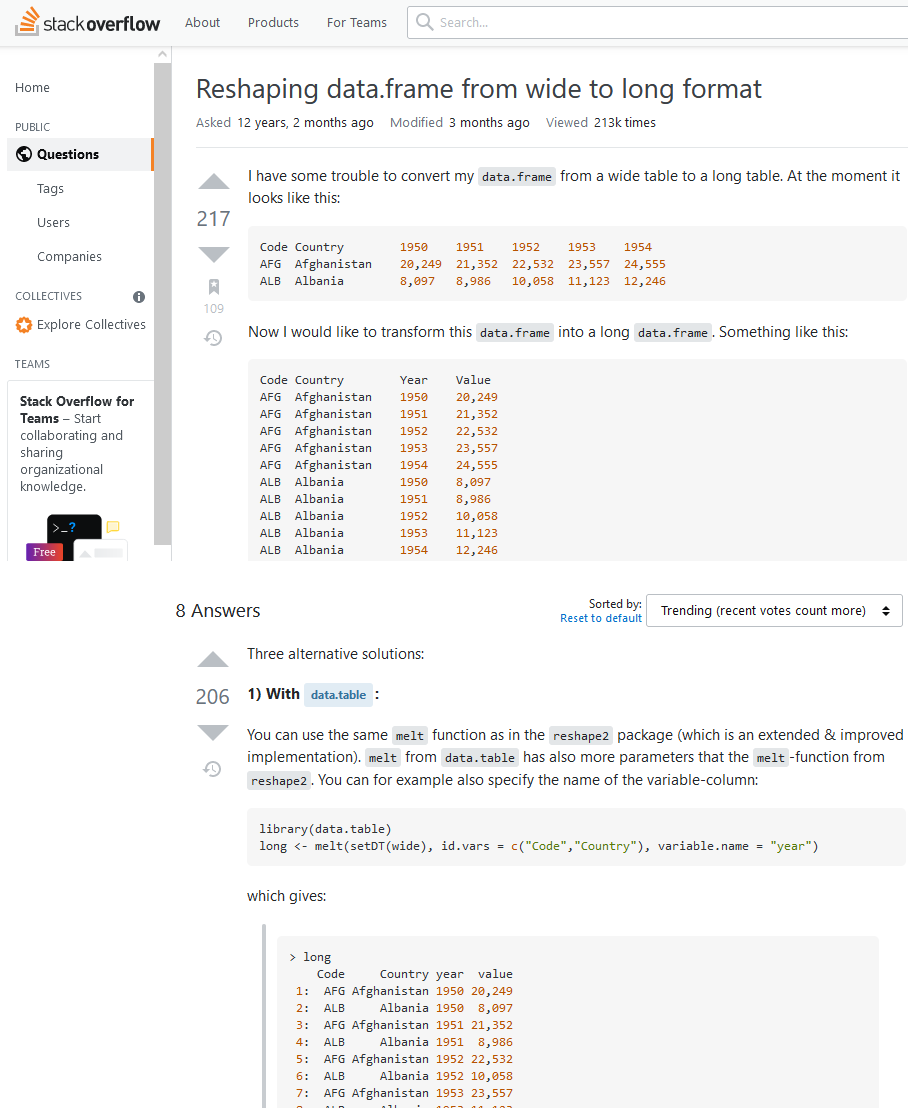 stackoverflow About Products For Teams Search...
Home
PUBLIC
Questions
Tags
Users
Companies
COLLECTIVES
Explore Collectives
TEAMS
Stack Overflow for
Teams – Start
collaborating and
sharing
organizational
knowledge.
>_?
Free
Reshaping data.frame from wide to long format
Asked 12 years, 2 months ago Modified 3 months ago Viewed 213k times
217
109
I have some trouble to convert my data.frame from a wide table to a long table. At the moment it
looks like this:
Code Country 1950 1951 1952 1953 1954
AFG Afghanistan 20,249 21,352 22,532 23,557 24,555
ALB Albania 8,097 8,986 10,058 11,123 12,246
Now I would like to transform this data.frame into a long data.frame. Something like this:
Code Country Year Value
AFG Afghanistan 1950 20,249
AFG Afghanistan 1951 21,352
AFG Afghanistan 1952 22,532
AFG Afghanistan 1953 23,557
AFG Afghanistan 1954 24,555
ALB Albania 1950 8,097
ALB Albania 1951 8,986
ALB Albania 1952 10,058
ALB Albania 1953 11,123
ALB Albania 1954 12,246
8 Answers
Sorted by:
Reset to default
Trending (recent votes count more)
206
Three alternative solutions:
1) With data.table :
You can use the same melt function as in the reshape2 package (which is an extended & improved
implementation). melt from data.table has also more parameters that the melt-function from
reshape2. You can for example also specify the name of the variable-column:
library(data.table)
long <- melt(setDT(wide), id.vars = c("Code","Country"), variable.name = "year")
which gives:
> long
Code Country year value
1: AFG Afghanistan 1950 20,249
2: ALB Albania 1950 8,097
3: AFG Afghanistan 1951 21,352
4: ALB Albania 1951 8,986
5: AFG Afghanistan 1952 22,532
6: ALB Albania 1952 10,058
7: AFG Afghanistan 1953 23,557